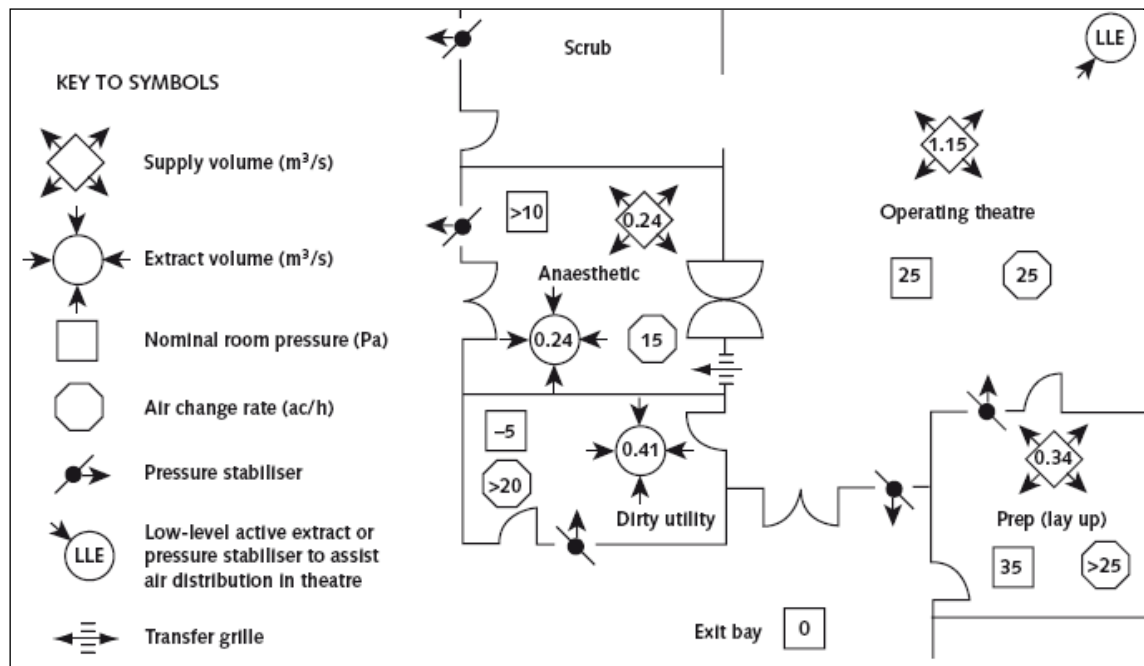 KEY TO SYMBOLS
Supply volume (m³/s)
Extract volume (m³/s)
Nominal room pressure (Pa)
Air change rate (ac/h)
Pressure stabiliser
LLE
Low-level active extract or
pressure stabiliser to assist
air distribution in theatre
Transfer grille
Scrub
>10
0.24
Anaesthetic
0.24
15
–5
0.41
>20
Dirty utility
LLE
1.15
Operating theatre
25
25
0.34
Prep (lay up)
35
>25
Exit bay
0